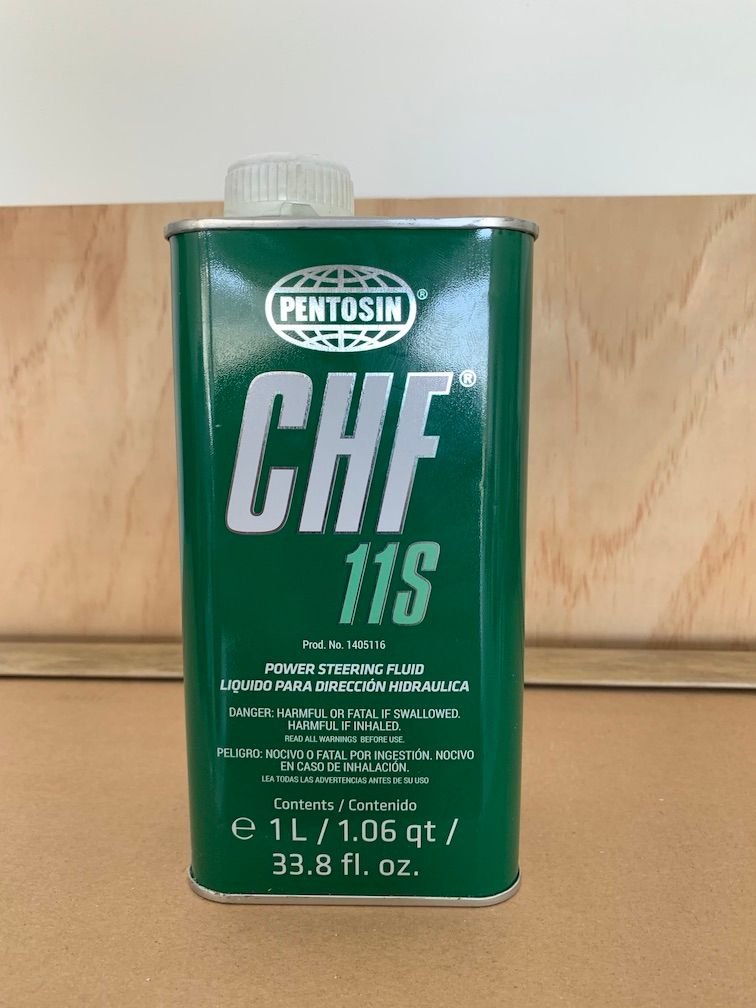 PENTOSIN®
CHF®
11S
Prod. No. 1405116
POWER STEERING FLUID
LIQUIDO PARA DIRECCIÓN HIDRAULICA
DANGER: HARMFUL OR FATAL IF SWALLOWED.
HARMFUL IF INHALED.
READ ALL WARNINGS BEFORE USE.
PELIGRO: NOCIVO O FATAL POR INGESTIÓN. NOCIVO
EN CASO DE INHALACIÓN.
LEA TODAS LAS ADVERTENCIAS ANTES DE SU USO
Contents / Contenido
℮ 1 L / 1.06 qt /
33.8 fl. oz.